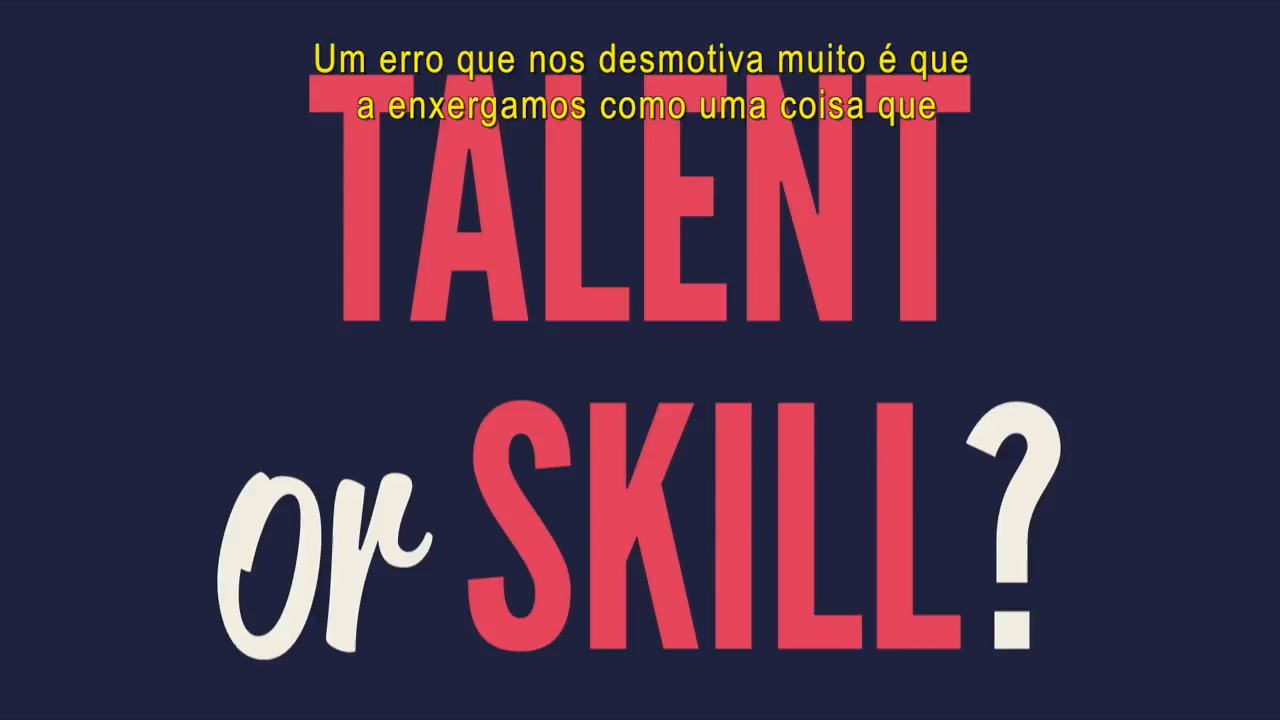 Um erro que nos desmotiva muito é que
a enxergamos como uma coisa que
TALENT
or SKILL?